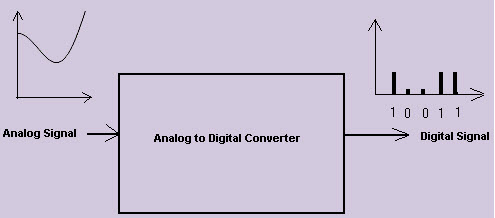 1 0 0 1 1
Analog Signal
Analog to Digital Converter
Digital Signal